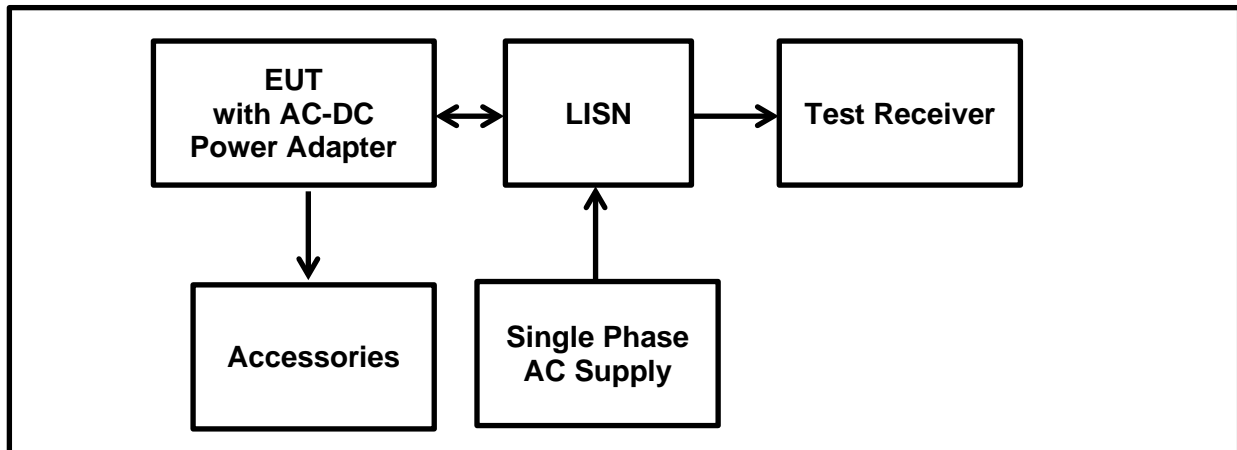 EUT
with AC-DC
Power Adapter
LISN
Test Receiver
Accessories
Single Phase
AC Supply